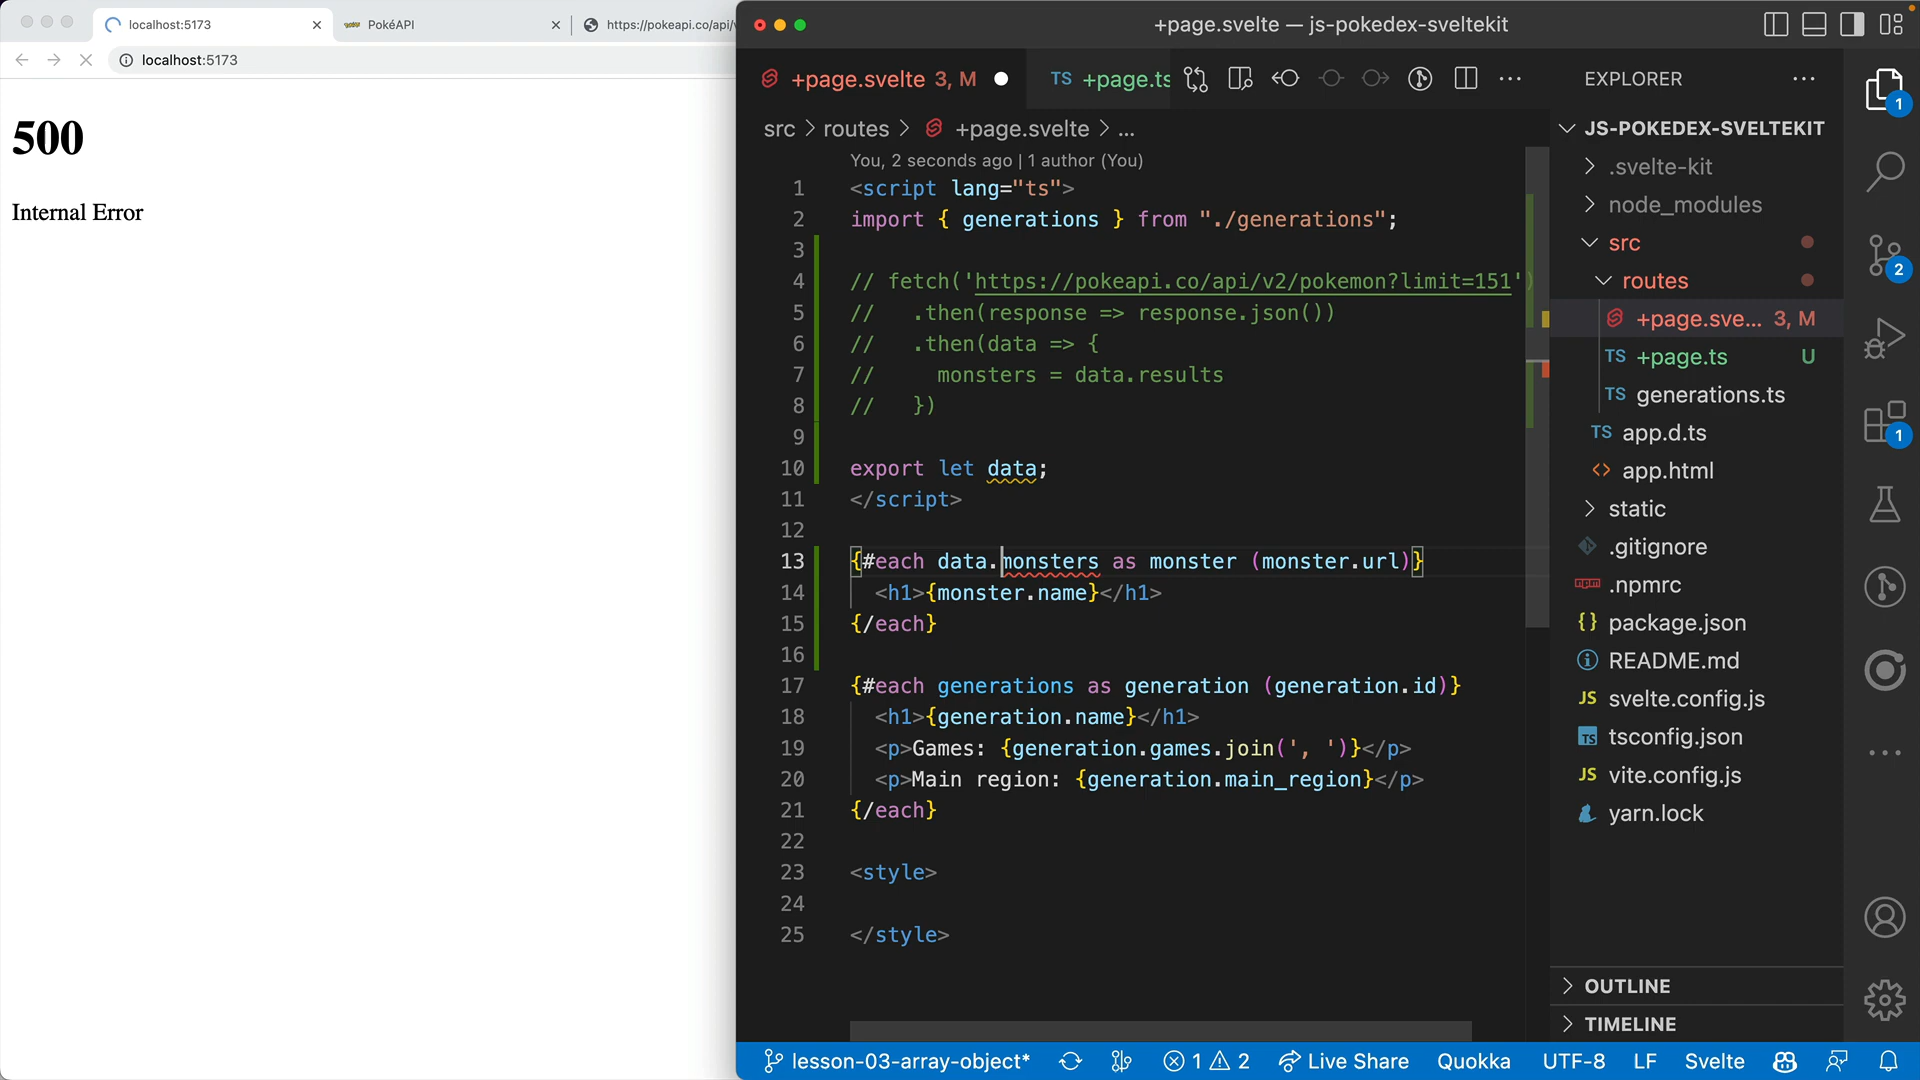 localhost:5173
PokéAPI
https://pokeapi.co/api/v
localhost:5173
500
Internal Error
+page.svelte — js-pokedex-sveltekit
+page.svelte 3, M
TS +page.ts
src > routes > +page.svelte > ...
You, 2 seconds ago | 1 author (You)
1 <script lang="ts">
2 import { generations } from "./generations";
3
4 // fetch('https://pokeapi.co/api/v2/pokemon?limit=151')
5 //   .then(response => response.json())
6 //   .then(data => {
7 //     monsters = data.results
8 //   })
9
10 export let data;
11 </script>
12
13 {#each data.monsters as monster (monster.url)}
14   <h1>{monster.name}</h1>
15 {/each}
16
17 {#each generations as generation (generation.id)}
18   <h1>{generation.name}</h1>
19   <p>Games: {generation.games.join(', ')}</p>
20   <p>Main region: {generation.main_region}</p>
21 {/each}
22
23 <style>
24
25 </style>
EXPLORER
JS-POKEDEX-SVELTEKIT
.svelte-kit
node_modules
src
routes
+page.sve... 3, M
TS +page.ts U
TS generations.ts
TS app.d.ts
<> app.html
static
.gitignore
npm .npmrc
{} package.json
README.md
JS svelte.config.js
TS tsconfig.json
JS vite.config.js
yarn.lock
OUTLINE
TIMELINE
1
2
1
lesson-03-array-object*
1 2
Live Share
Quokka
UTF-8
LF
Svelte